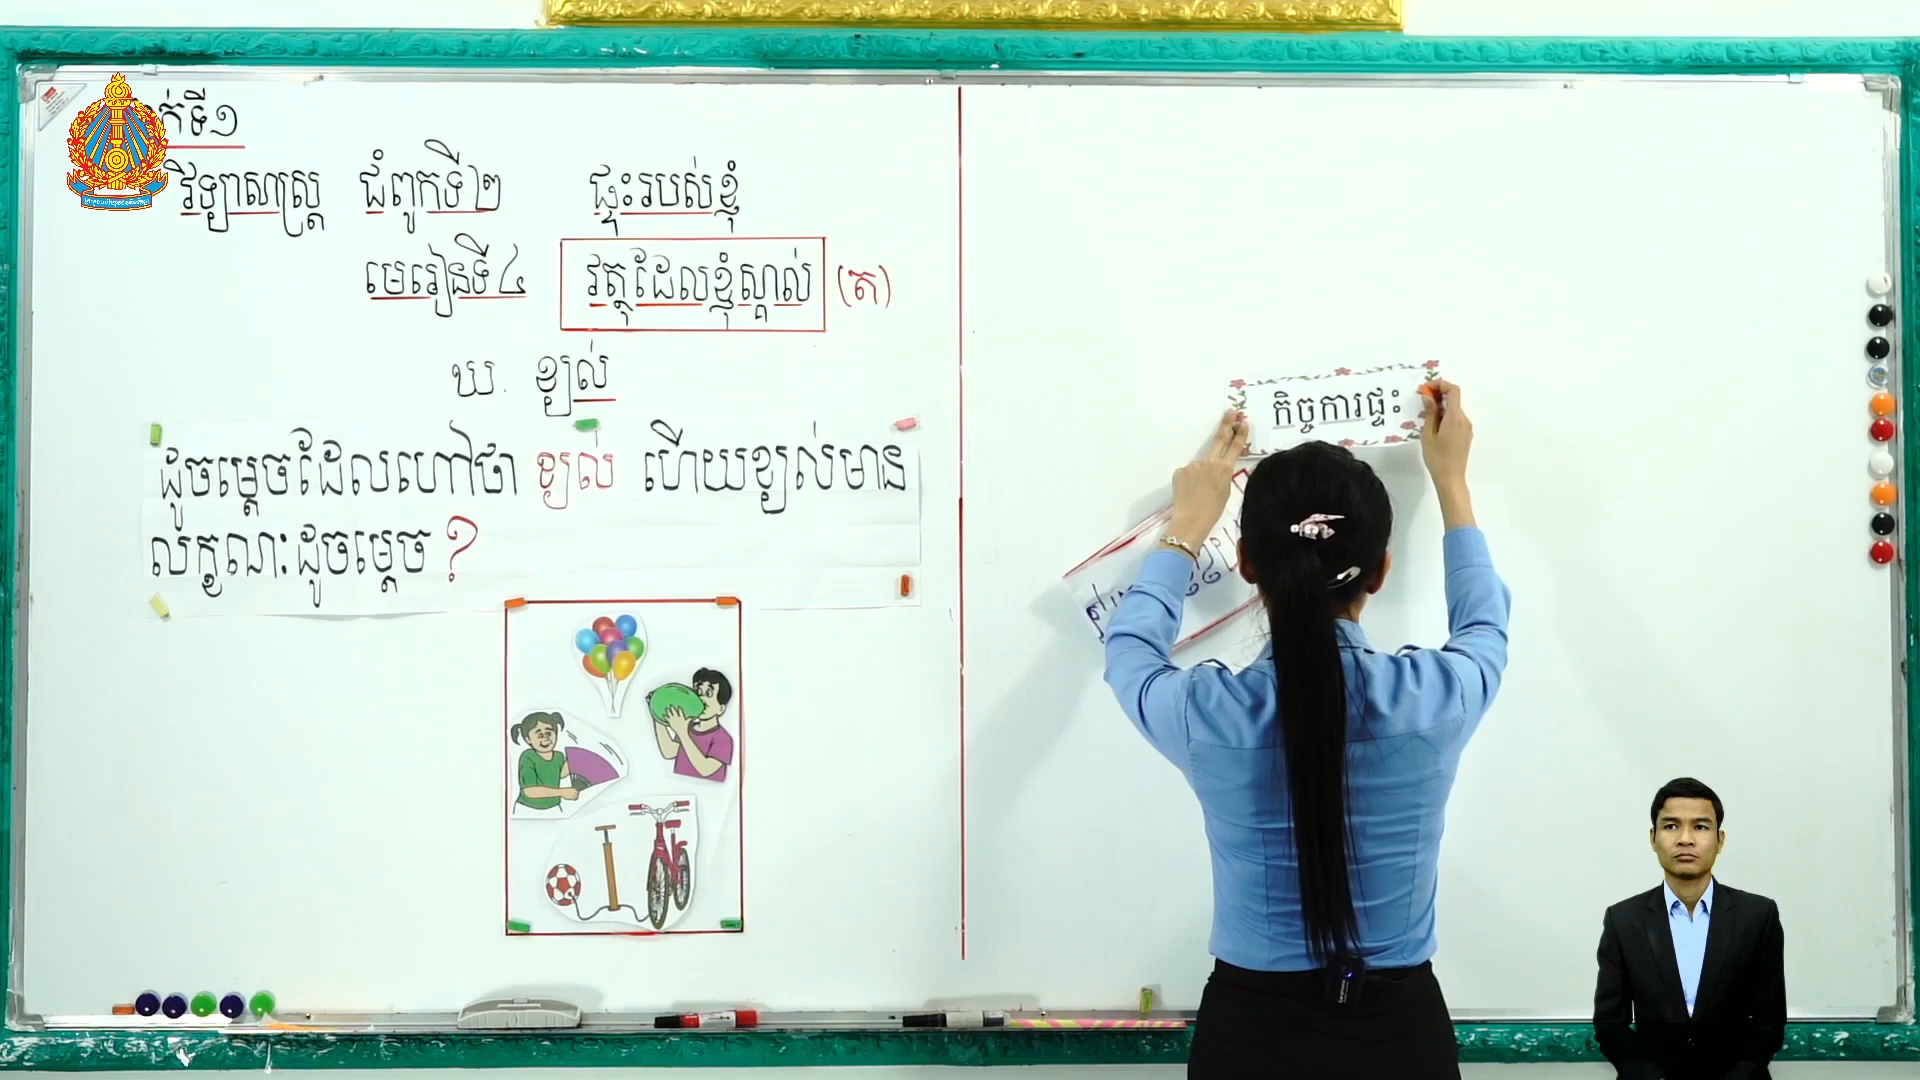 ក់ទី១
វិទ្យាសាស្ត្រ ជំពូកទី២ ផ្ទះរបស់ខ្ញុំ
មេរៀនទី៤ វត្ថុដែលខ្ញុំស្គាល់ (ត)
ឃ. ខ្យល់
ដូចម្តេចដែលហៅថា ខ្យល់ ហើយខ្យល់មាន
លក្ខណៈដូចម្តេច?
កិច្ចការផ្ទះ